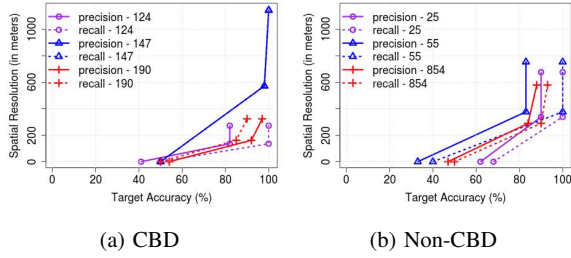 precision - 124
recall - 124
precision - 147
recall - 147
precision - 190
recall - 190
Spatial Resolution (in meters)
0 200 600 1000
0 20 40 60 80 100
Target Accuracy (%)
(a) CBD
precision - 25
recall - 25
precision - 55
recall - 55
precision - 854
recall - 854
Spatial Resolution (in meters)
0 200 600 1000
0 20 40 60 80 100
Target Accuracy (%)
(b) Non-CBD